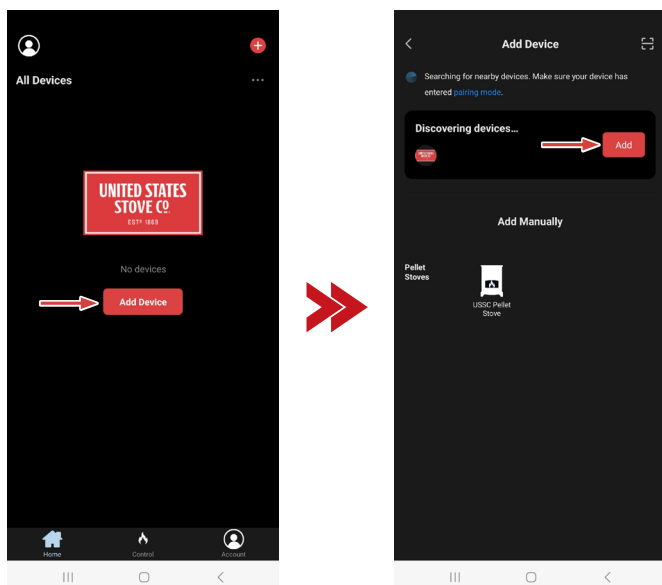 All Devices
UNITED STATES
STOVE CO.
ESTD 1869
No devices
Add Device
Home
Control
Account
Add Device
Searching for nearby devices. Make sure your device has
entered pairing mode.
Discovering devices...
Add
Add Manually
Pellet
Stoves
USSC Pellet
Stove